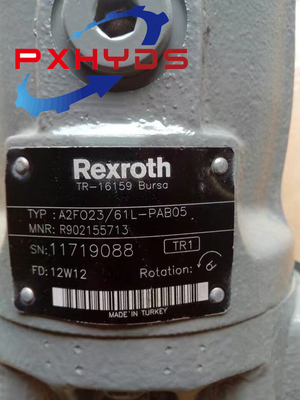 PXHYDS
Rexroth
TR-16159 Bursa
TYP : A2FO23/61L-PAB05
MNR: R902155713
SN: 11719088 TR1
FD: 12W12 Rotation:
MADE IN TURKEY